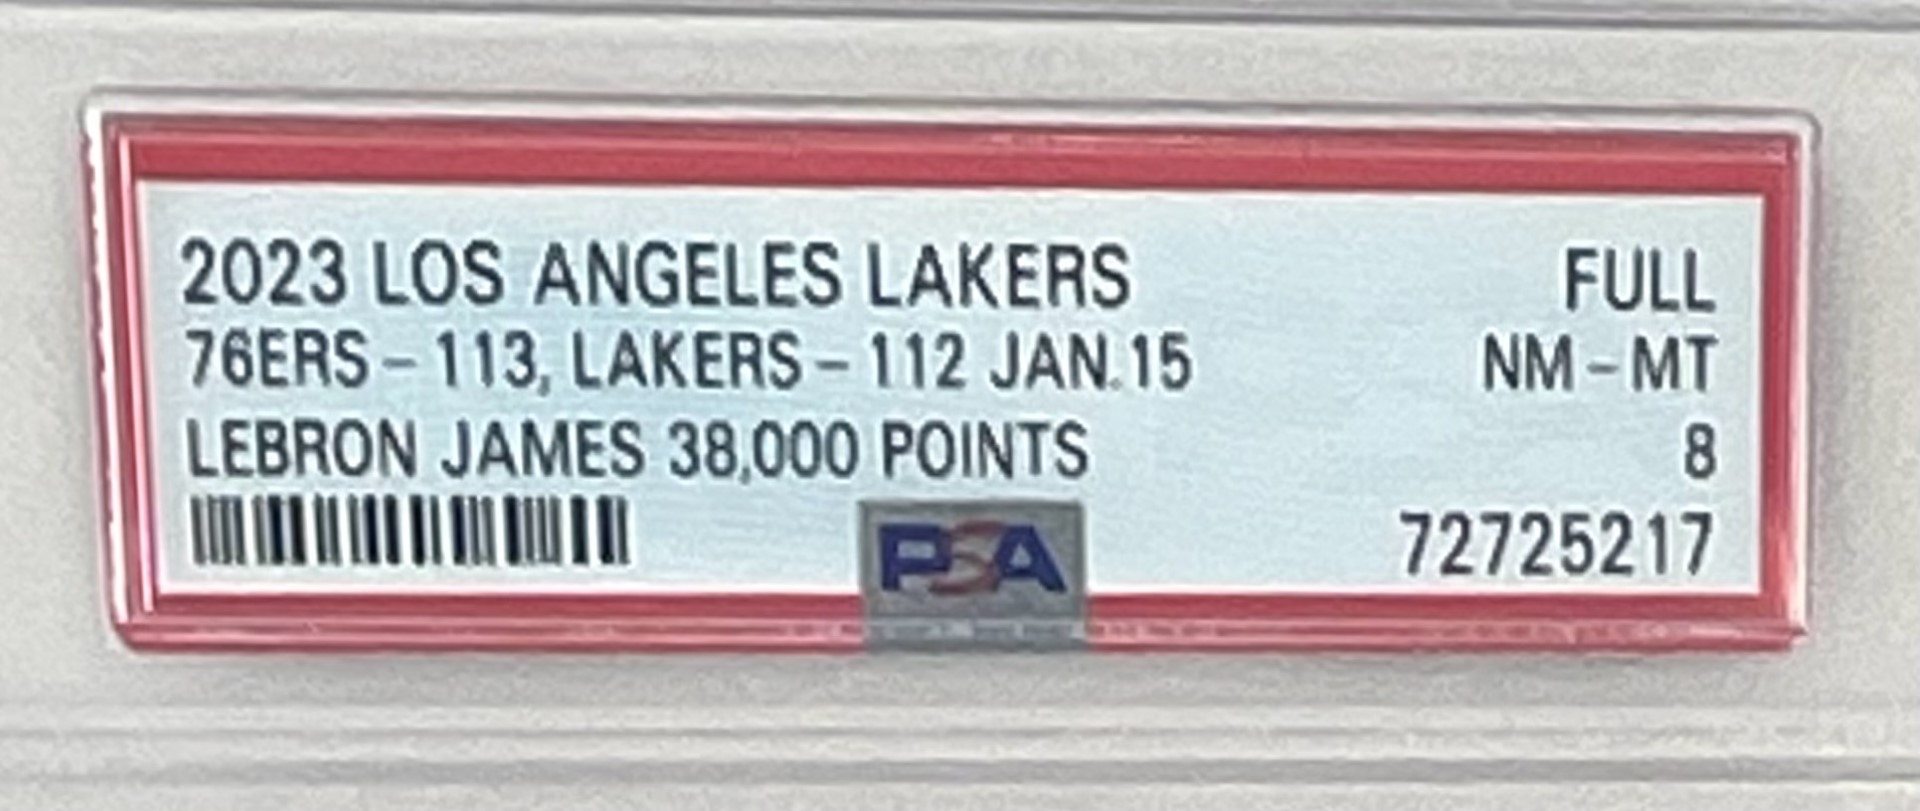 2023 LOS ANGELES LAKERS FULL
76ERS - 113, LAKERS - 112 JAN.15 NM - MT
LEBRON JAMES 38,000 POINTS 8
PSA 72725217